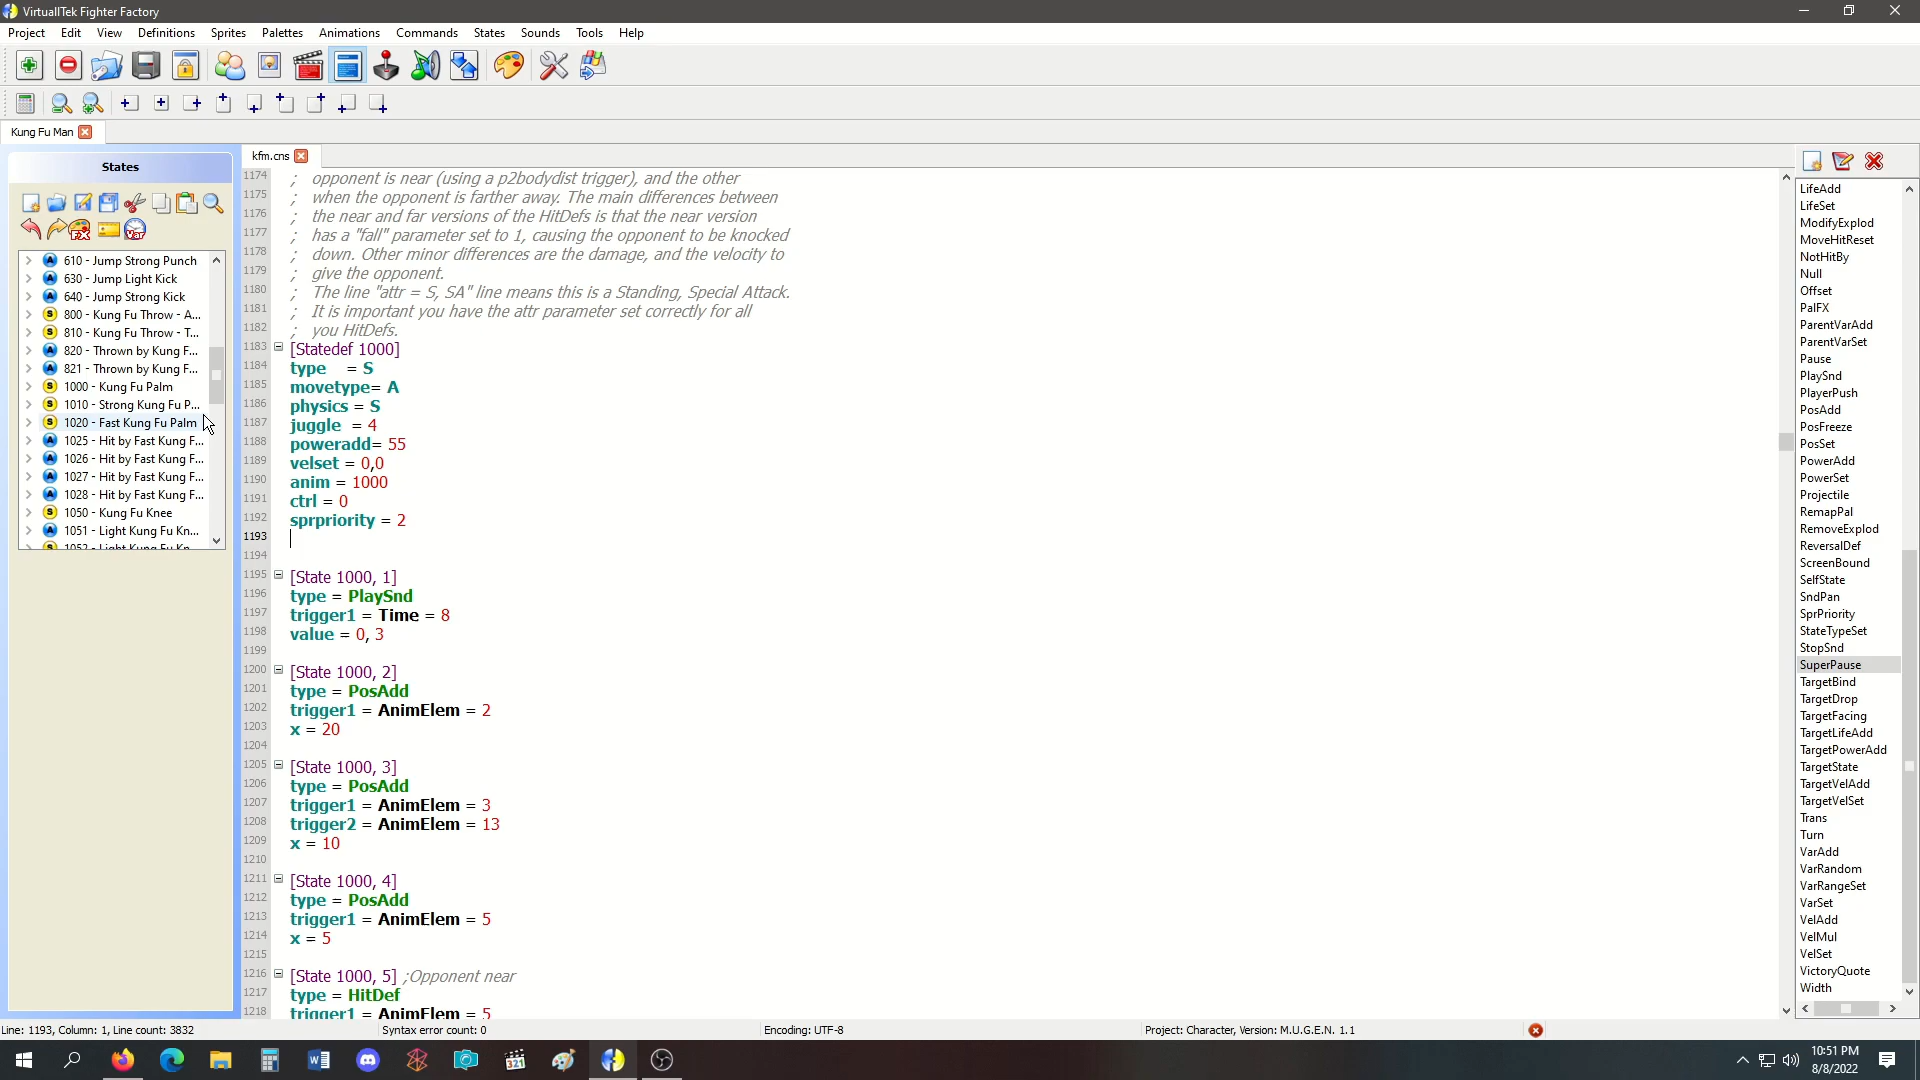 VirtuallTek Fighter Factory
Project Edit View Definitions Sprites Palettes Animations Commands States Sounds Tools Help
Kung Fu Man
States
kfm.cns
610 - Jump Strong Punch
630 - Jump Light Kick
640 - Jump Strong Kick
800 - Kung Fu Throw - A...
810 - Kung Fu Throw - T...
820 - Thrown by Kung F...
821 - Thrown by Kung F...
1000 - Kung Fu Palm
1010 - Strong Kung Fu P...
1020 - Fast Kung Fu Palm
1025 - Hit by Fast Kung F...
1026 - Hit by Fast Kung F...
1027 - Hit by Fast Kung F...
1028 - Hit by Fast Kung F...
1050 - Kung Fu Knee
1051 - Light Kung Fu Kn...
1052 - Light Kung Fu Kn...
1174 ; opponent is near (using a p2bodydist trigger), and the other
1175 ; when the opponent is farther away. The main differences between
1176 ; the near and far versions of the HitDefs is that the near version
1177 ; has a "fall" parameter set to 1, causing the opponent to be knocked
1178 ; down. Other minor differences are the damage, and the velocity to
1179 ; give the opponent.
1180 ; The line "attr = S, SA" line means this is a Standing, Special Attack.
1181 ; It is important you have the attr parameter set correctly for all
1182 ; you HitDefs.
1183 [Statedef 1000]
1184 type = S
1185 movetype= A
1186 physics = S
1187 juggle = 4
1188 poweradd= 55
1189 velset = 0,0
1190 anim = 1000
1191 ctrl = 0
1192 sprpriority = 2
1193
1194
1195 [State 1000, 1]
1196 type = PlaySnd
1197 trigger1 = Time = 8
1198 value = 0, 3
1199
1200 [State 1000, 2]
1201 type = PosAdd
1202 trigger1 = AnimElem = 2
1203 x = 20
1204
1205 [State 1000, 3]
1206 type = PosAdd
1207 trigger1 = AnimElem = 3
1208 trigger2 = AnimElem = 13
1209 x = 10
1210
1211 [State 1000, 4]
1212 type = PosAdd
1213 trigger1 = AnimElem = 5
1214 x = 5
1215
1216 [State 1000, 5] ;Opponent near
1217 type = HitDef
1218 trigger1 = AnimElem = 5
LifeAdd
LifeSet
ModifyExplod
MoveHitReset
NotHitBy
Null
Offset
PalFX
ParentVarAdd
ParentVarSet
Pause
PlaySnd
PlayerPush
PosAdd
PosFreeze
PosSet
PowerAdd
PowerSet
Projectile
RemapPal
RemoveExplod
ReversalDef
ScreenBound
SelfState
SndPan
SprPriority
StateTypeSet
StopSnd
SuperPause
TargetBind
TargetDrop
TargetFacing
TargetLifeAdd
TargetPowerAdd
TargetState
TargetVelAdd
TargetVelSet
Trans
Turn
VarAdd
VarRandom
VarRangeSet
VarSet
VelAdd
VelMul
VelSet
VictoryQuote
Width
Line: 1193, Column: 1, Line count: 3832 Syntax error count: 0 Encoding: UTF-8 Project: Character, Version: M.U.G.E.N. 1.1
10:51 PM
8/8/2022